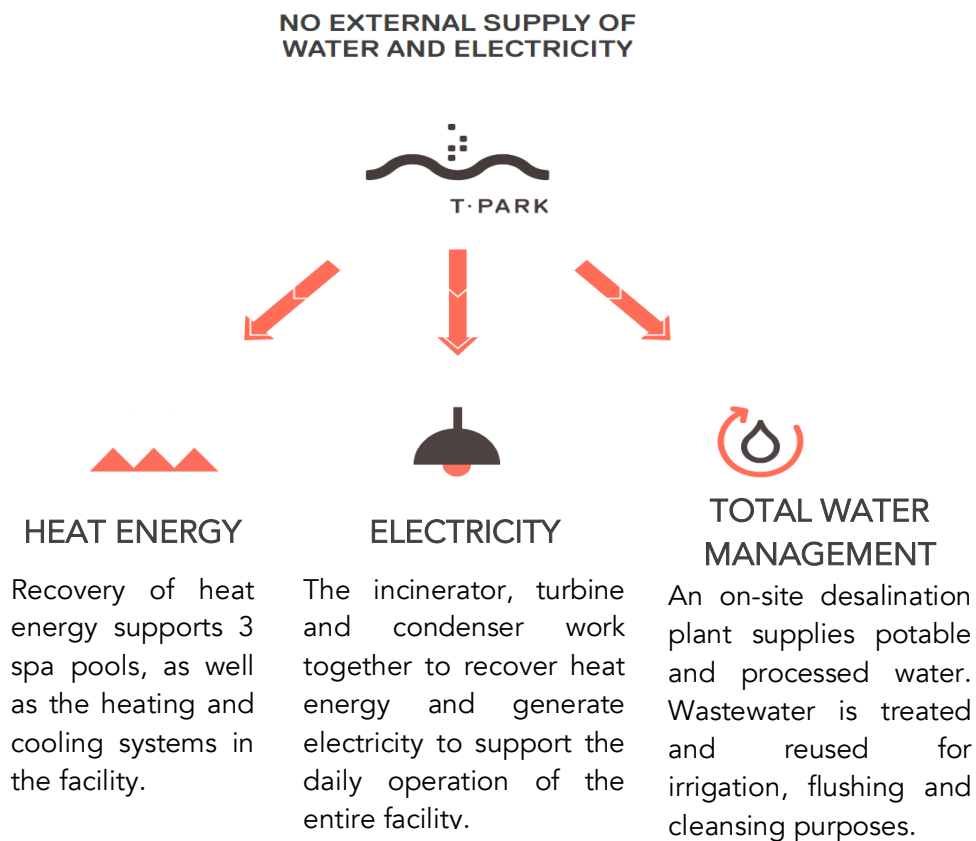 NO EXTERNAL SUPPLY OF
WATER AND ELECTRICITY
T·PARK
HEAT ENERGY
Recovery of heat
energy supports 3
spa pools, as well
as the heating and
cooling systems in
the facility.
ELECTRICITY
The incinerator, turbine
and condenser work
together to recover heat
energy and generate
electricity to support the
daily operation of the
entire facility.
TOTAL WATER
MANAGEMENT
An on-site desalination
plant supplies potable
and processed water.
Wastewater is treated
and reused for
irrigation, flushing and
cleansing purposes.